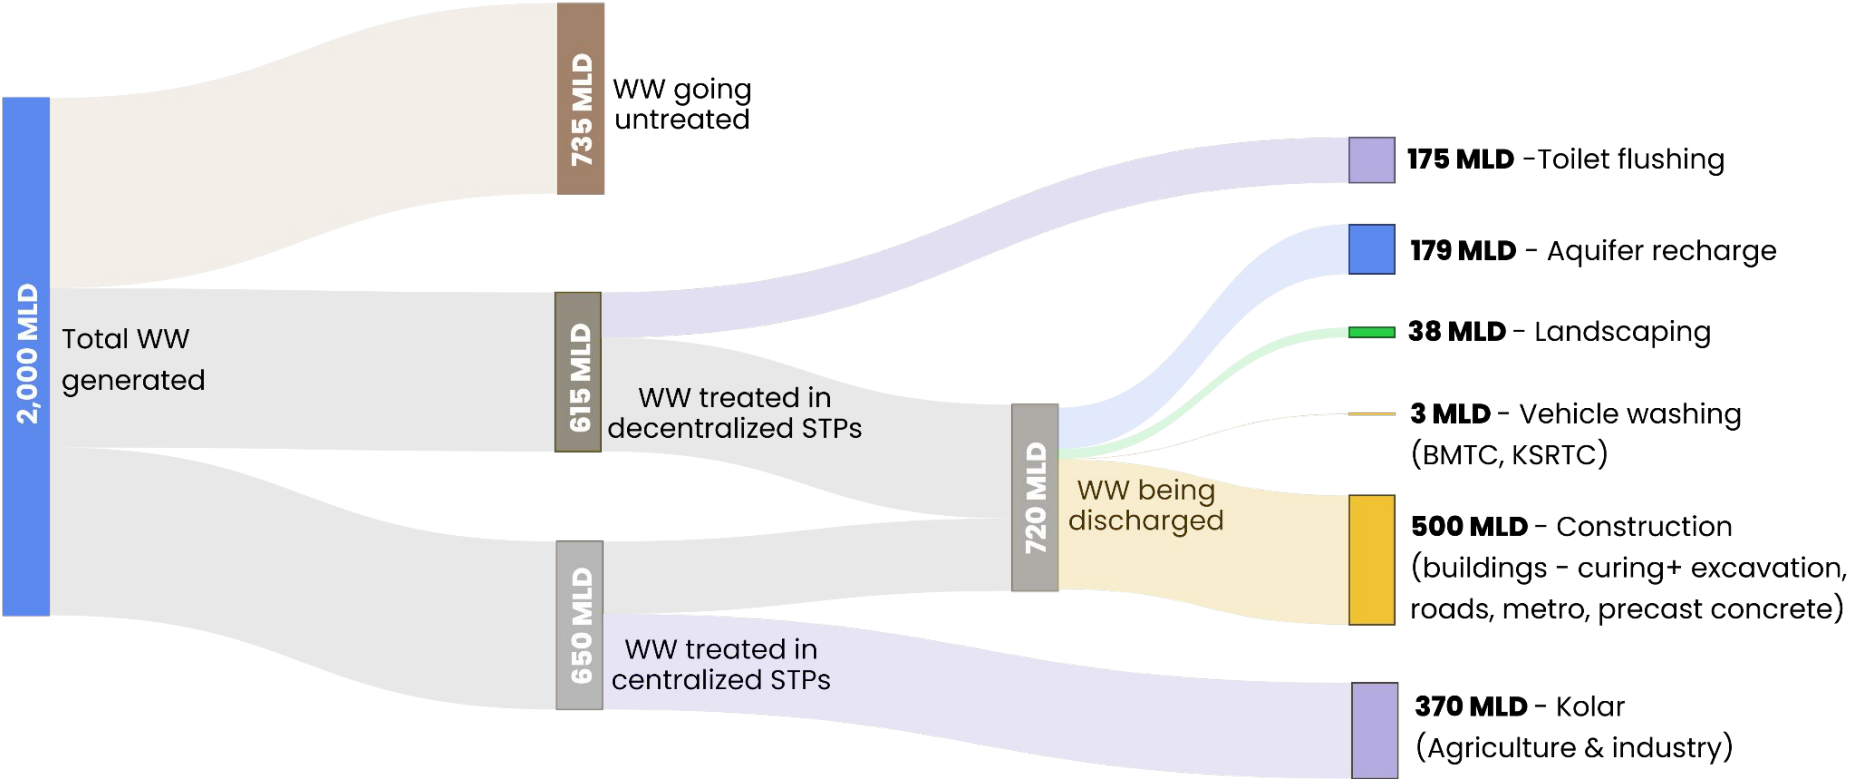 2,000 MLD
Total WW
generated
735 MLD
WW going
untreated
615 MLD
WW treated in
decentralized STPs
650 MLD
WW treated in
centralized STPs
720 MLD
WW being
discharged
175 MLD -Toilet flushing
179 MLD - Aquifer recharge
38 MLD - Landscaping
3 MLD - Vehicle washing
(BMTC, KSRTC)
500 MLD - Construction
(buildings - curing+ excavation,
roads, metro, precast concrete)
370 MLD - Kolar
(Agriculture & industry)